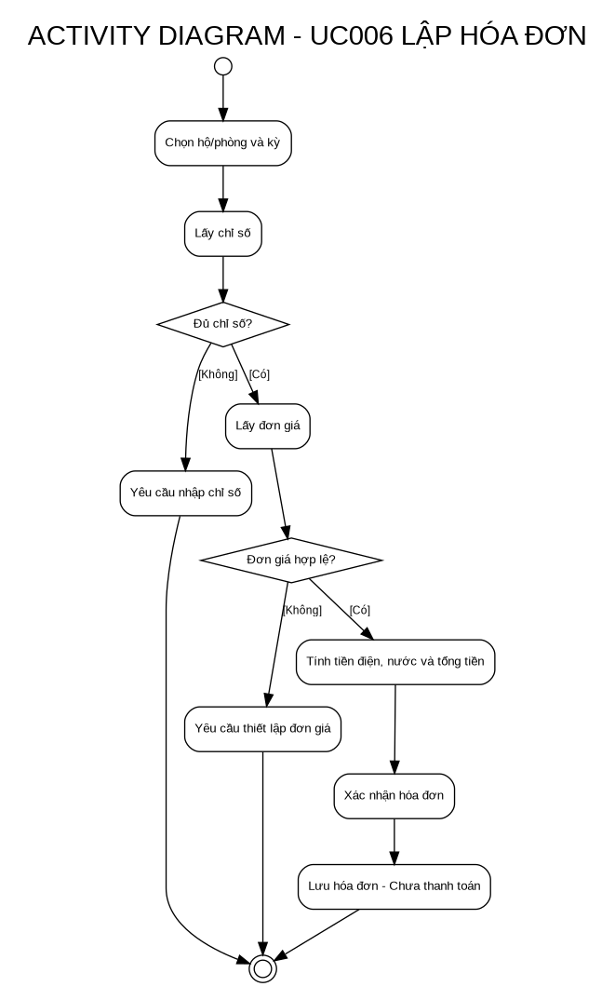 ACTIVITY DIAGRAM - UC006 LẬP HÓA ĐƠN
Chọn hộ/phòng và kỳ
Lấy chỉ số
Đủ chỉ số?
[Không]
[Có]
Lấy đơn giá
Yêu cầu nhập chỉ số
Đơn giá hợp lệ?
[Không]
[Có]
Tính tiền điện, nước và tổng tiền
Yêu cầu thiết lập đơn giá
Xác nhận hóa đơn
Lưu hóa đơn - Chưa thanh toán